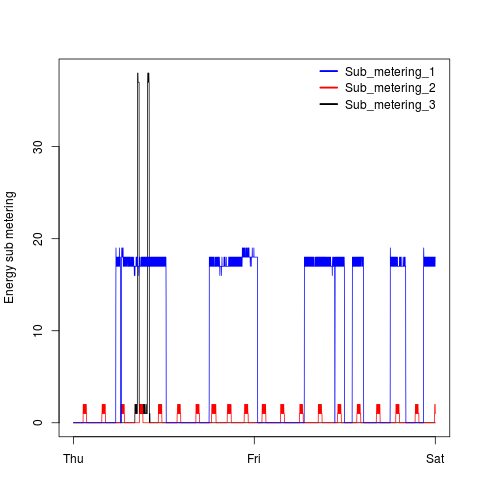 Sub_metering_1
Sub_metering_2
Sub_metering_3
Energy sub metering
30
20
10
0
Thu Fri Sat